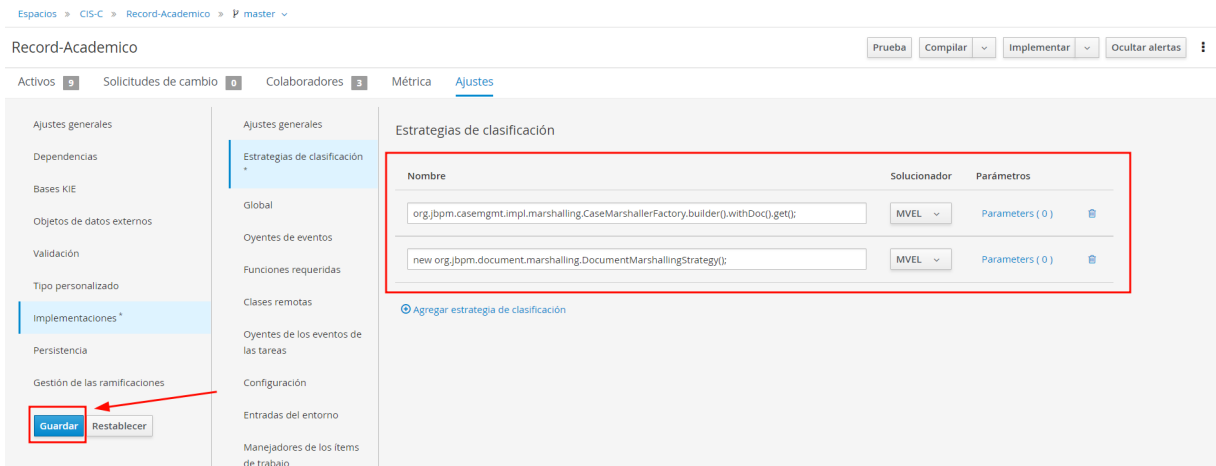 Espacios » CIS-C » Record-Academico » master
Record-Academico
Prueba Compilar Implementar Ocultar alertas
Activos 9 Solicitudes de cambio 0 Colaboradores 3 Métrica Ajustes
Ajustes generales
Dependencias
Bases KIE
Objetos de datos externos
Validación
Tipo personalizado
Implementaciones *
Persistencia
Gestión de las ramificaciones
Guardar Restablecer
Ajustes generales
Estrategias de clasificación
*
Global
Oyentes de eventos
Funciones requeridas
Clases remotas
Oyentes de los eventos de
las tareas
Configuración
Entradas del entorno
Manejadores de los ítems
de trabajo
Estrategias de clasificación
Nombre Solucionador Parámetros
org.jbpm.casemgmt.impl.marshalling.CaseMarshallerFactory.builder().withDoc().get(); MVEL Parameters ( 0 )
new org.jbpm.document.marshalling.DocumentMarshallingStrategy(); MVEL Parameters ( 0 )
Agregar estrategia de clasificación